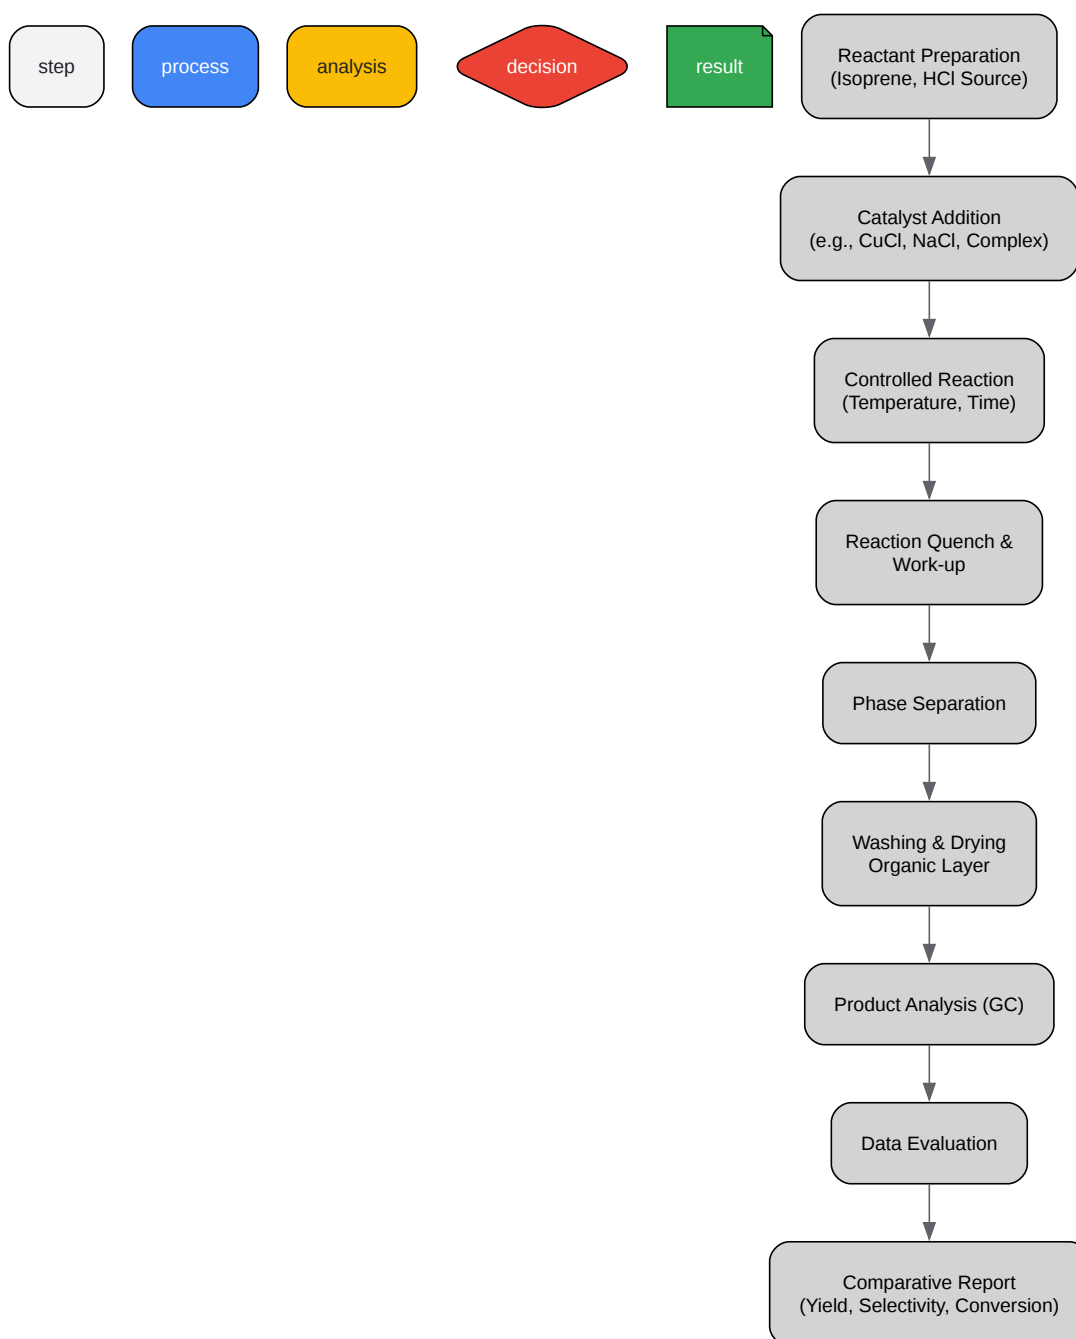 step
process
analysis
decision
result
Reactant Preparation
(Isoprene, HCl Source)
Catalyst Addition
(e.g., CuCl, NaCl, Complex)
Controlled Reaction
(Temperature, Time)
Reaction Quench &
Work-up
Phase Separation
Washing & Drying
Organic Layer
Product Analysis (GC)
Data Evaluation
Comparative Report
(Yield, Selectivity, Conversion)